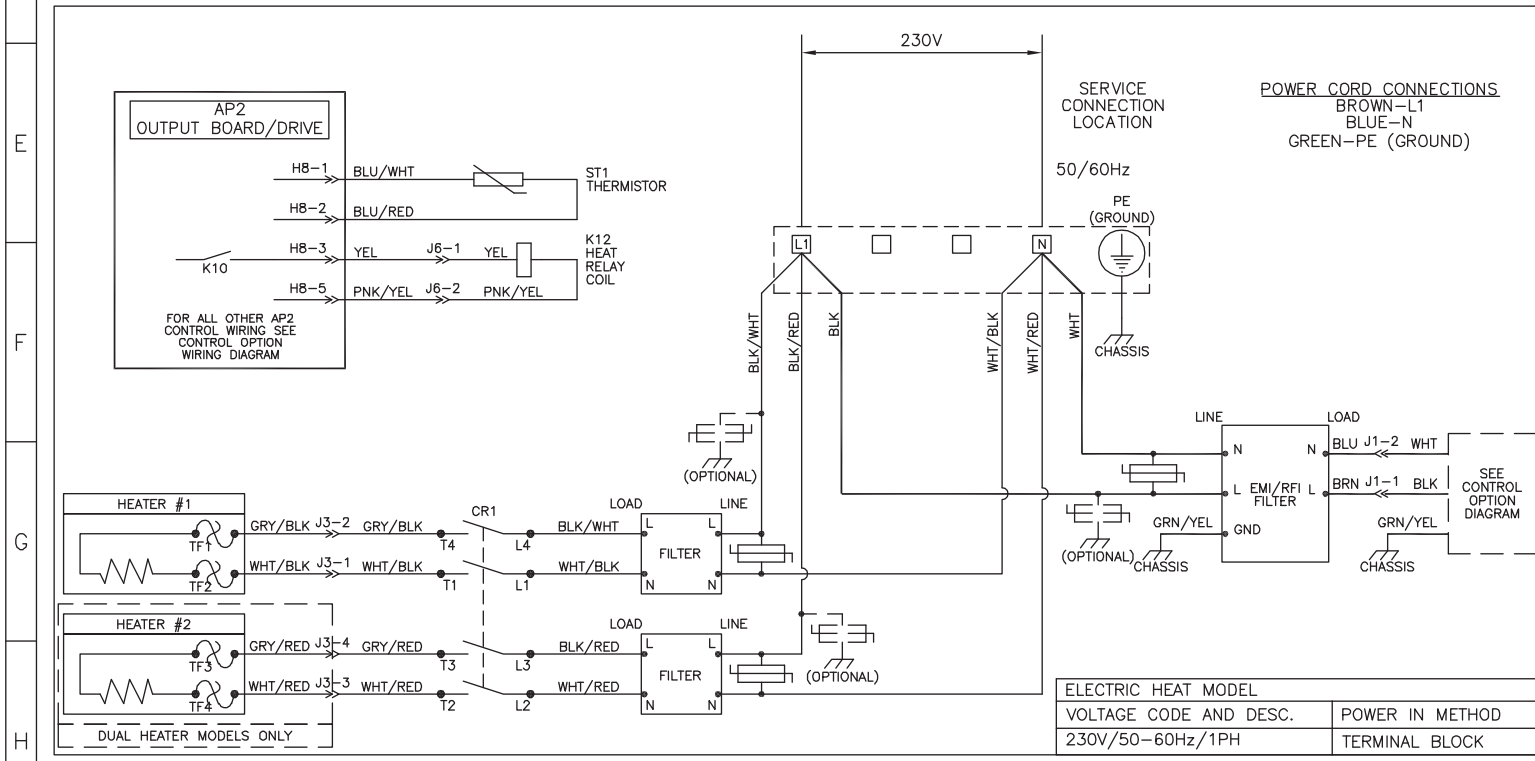 E
F
G
H
230V
SERVICE
CONNECTION
LOCATION
POWER CORD CONNECTIONS
BROWN-L1
BLUE-N
GREEN-PE (GROUND)
50/60Hz
PE
(GROUND)
L1
N
CHASSIS
AP2
OUTPUT BOARD/DRIVE
H8-1
BLU/WHT
ST1
THERMISTOR
H8-2
BLU/RED
K10
H8-3
YEL
J6-1
YEL
K12
HEAT
RELAY
COIL
H8-5
PNK/YEL
J6-2
PNK/YEL
FOR ALL OTHER AP2
CONTROL WIRING SEE
CONTROL OPTION
WIRING DIAGRAM
BLK/WHT
BLK/RED
BLK
WHT/BLK
WHT/RED
WHT
(OPTIONAL)
LINE
LOAD
N
N
BLU
J1-2
WHT
L
EMI/RFI
FILTER
L
BRN
J1-1
BLK
GND
GRN/YEL
CHASSIS
(OPTIONAL)
GRN/YEL
CHASSIS
SEE
CONTROL
OPTION
DIAGRAM
HEATER #1
TF1
GRY/BLK
J3-2
GRY/BLK
T4
CR1
L4
BLK/WHT
LOAD
LINE
L
L
FILTER
N
N
TF2
WHT/BLK
J3-1
WHT/BLK
T1
L1
WHT/BLK
HEATER #2
TF3
GRY/RED
J3-4
GRY/RED
T3
L3
BLK/RED
LOAD
LINE
L
L
FILTER
N
N
(OPTIONAL)
TF4
WHT/RED
J3-3
WHT/RED
T2
L2
WHT/RED
DUAL HEATER MODELS ONLY
ELECTRIC HEAT MODEL
VOLTAGE CODE AND DESC.
POWER IN METHOD
230V/50-60Hz/1PH
TERMINAL BLOCK